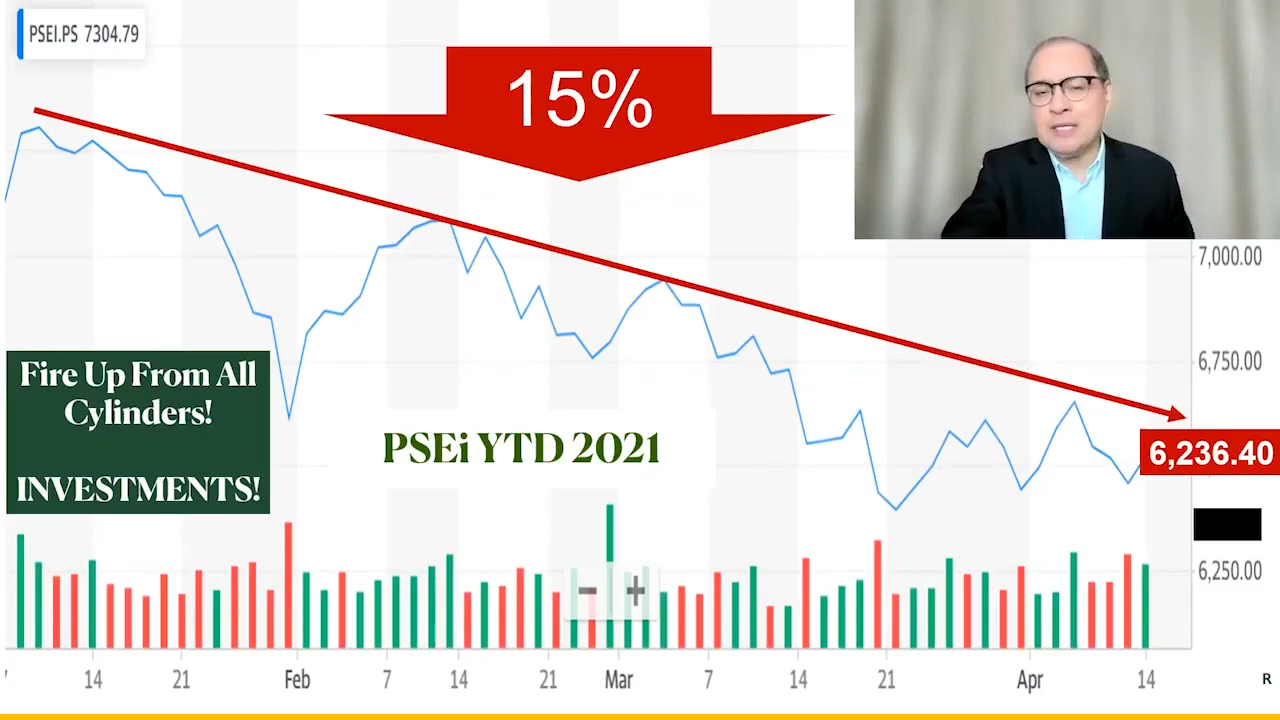 PSEI.PS 7304.79
15%
7,000.00
6,750.00
Fire Up From All
Cylinders!
INVESTMENTS!
PSEi YTD 2021
6,236.40
6,250.00
14
21
Feb
7
14
21
Mar
7
14
21
Apr
14
R